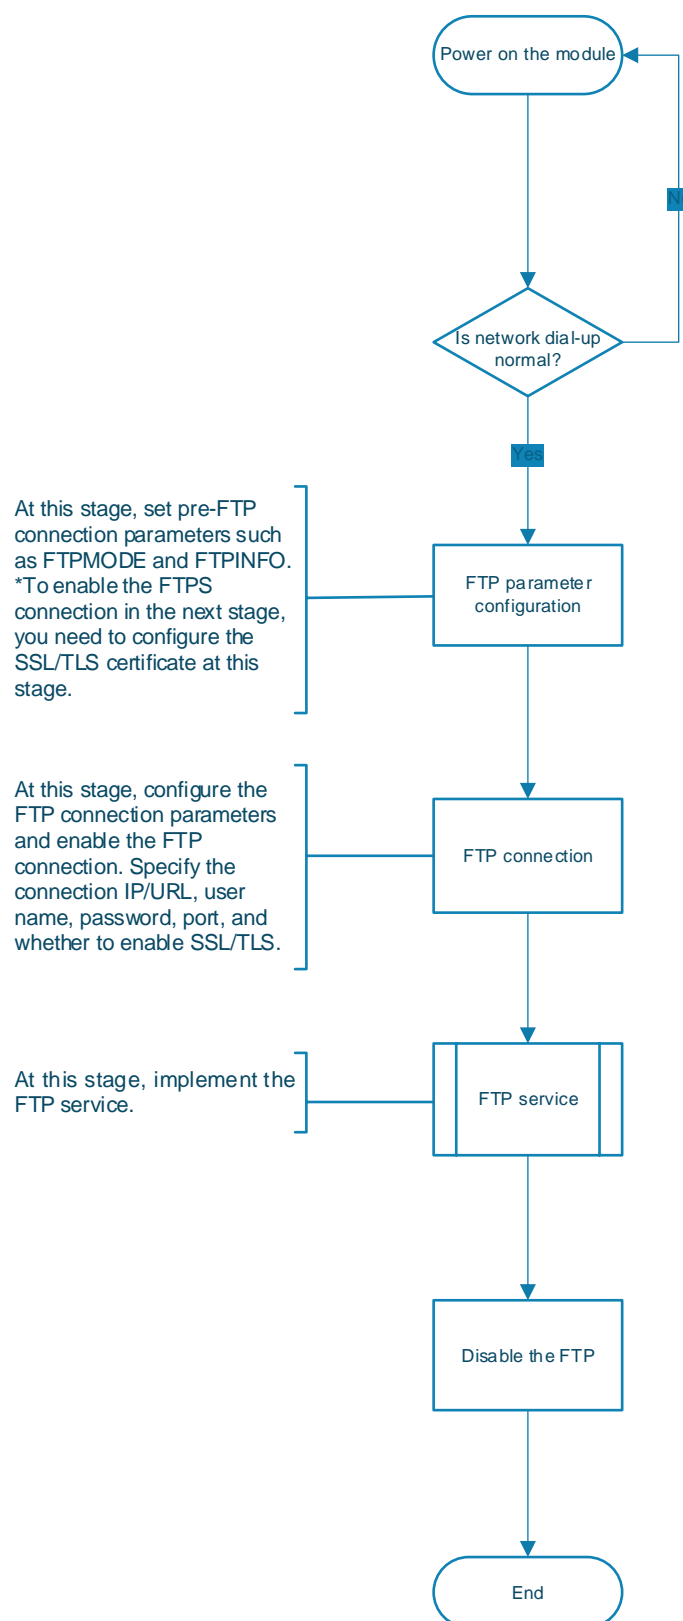 Power on the module
N
Is network dial-up
normal?
Yes
At this stage, set pre-FTP
connection parameters such
as FTPMODE and FTPINFO.
*To enable the FTPS
connection in the next stage,
you need to configure the
SSL/TLS certificate at this
stage.
FTP parameter
configuration
At this stage, configure the
FTP connection parameters
and enable the FTP
connection. Specify the
connection IP/URL, user
name, password, port, and
whether to enable SSL/TLS.
FTP connection
At this stage, implement the
FTP service.
FTP service
Disable the FTP
End